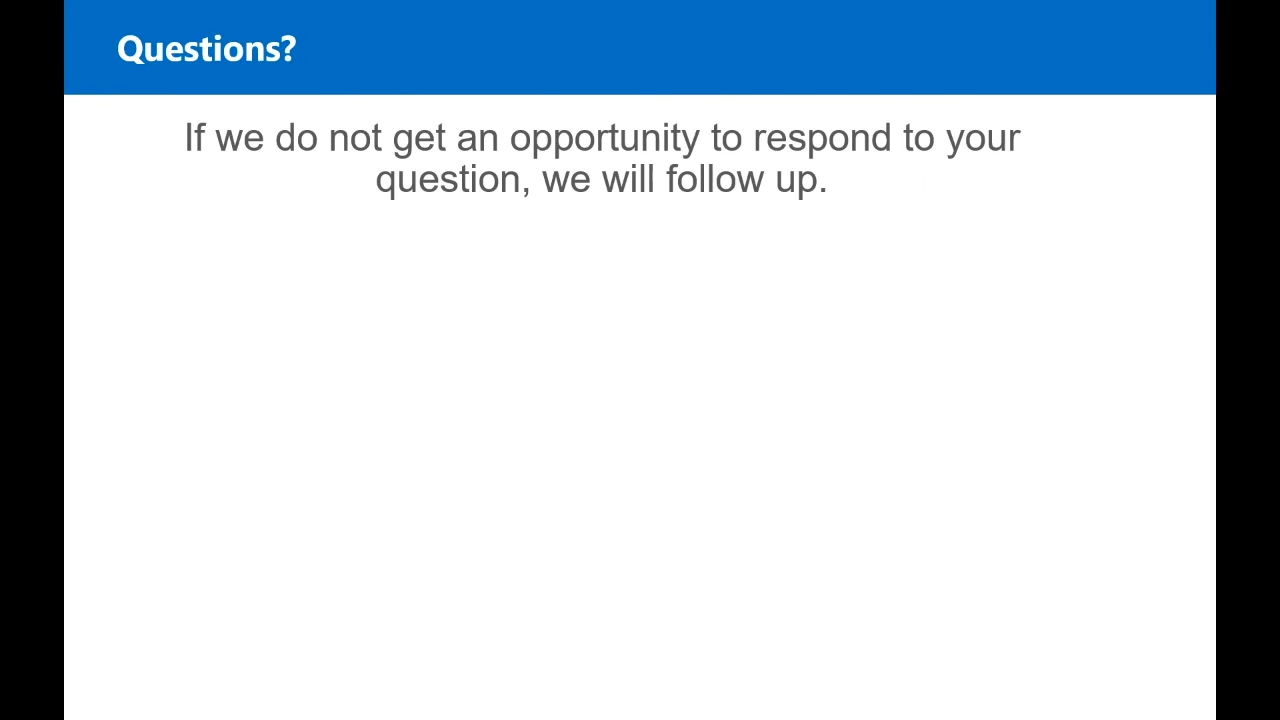 Questions?
If we do not get an opportunity to respond to your
question, we will follow up.